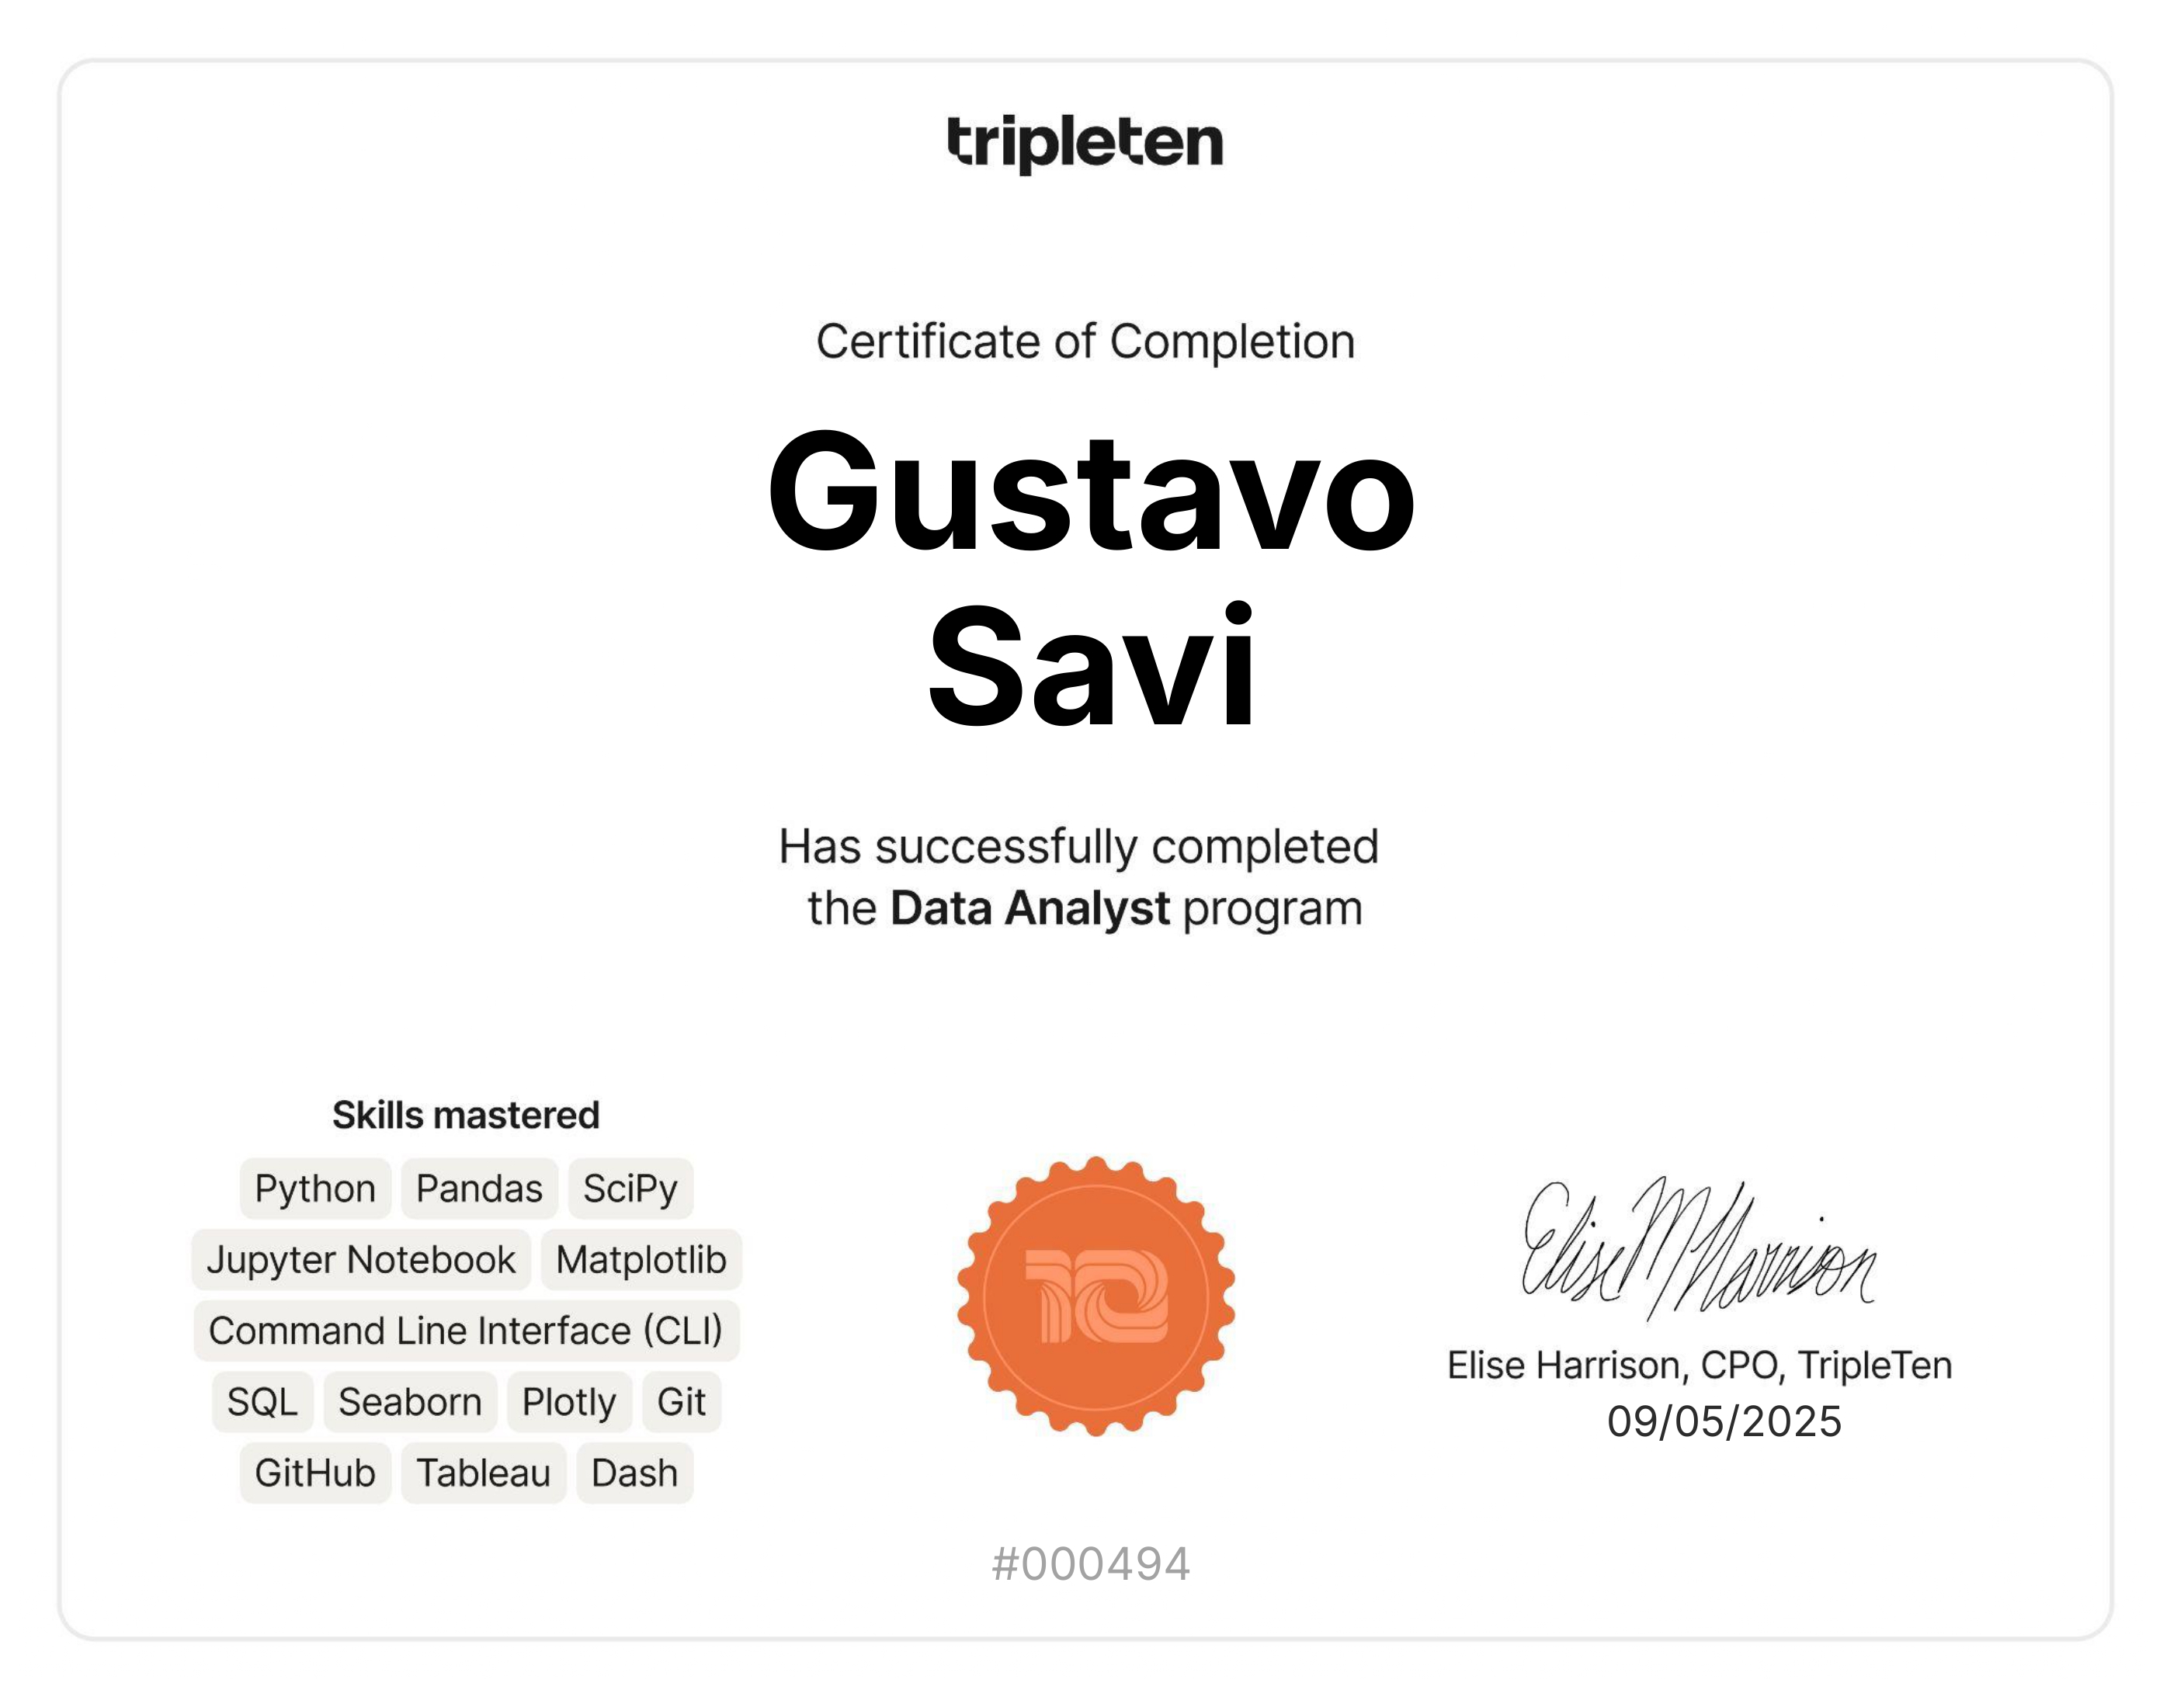 tripleten
Certificate of Completion
Gustavo
Savi
Has successfully completed
the Data Analyst program
Skills mastered
Python Pandas SciPy
Jupyter Notebook Matplotlib
Command Line Interface (CLI)
SQL Seaborn Plotly Git
GitHub Tableau Dash
10
Elise M Harrison
Elise Harrison, CPO, TripleTen
09/05/2025
#000494